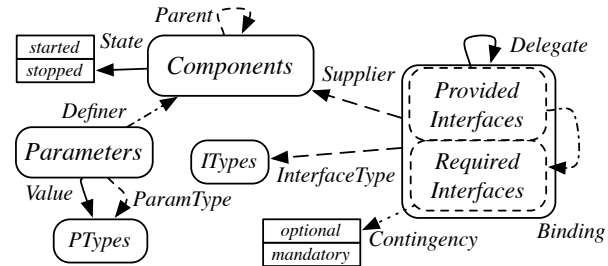 Parent
started
State
stopped
Components
Delegate
Supplier
Provided
Interfaces
Definer
Parameters
ITypes
InterfaceType
Required
Interfaces
Value
ParamType
PTypes
optional
mandatory
Contingency
Binding